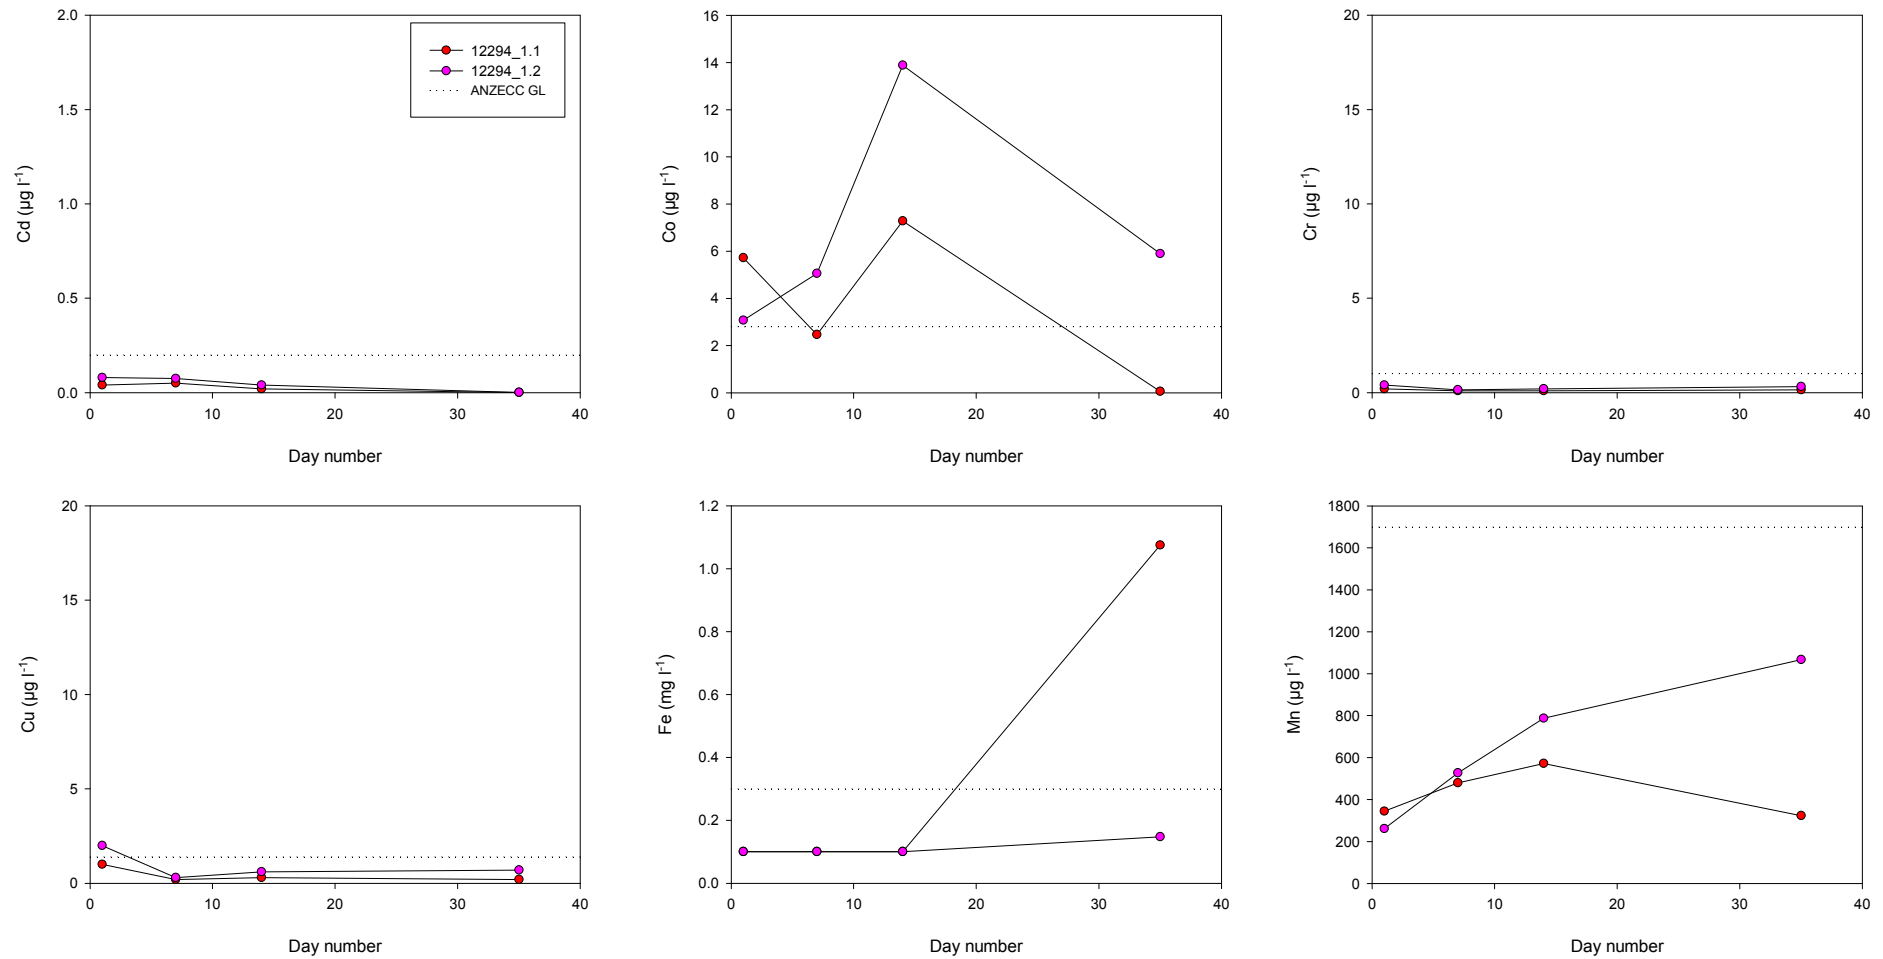 2.0
1.5
1.0
0.5
0.0
0 10 20 30 40
Cd (µg l-1)
Day number
12294_1.1
12294_1.2
ANZECC GL
16
14
12
10
8
6
4
2
0
0 10 20 30 40
Co (µg l-1)
Day number
20
15
10
5
0
0 10 20 30 40
Cr (µg l-1)
Day number
20
15
10
5
0
0 10 20 30 40
Cu (µg l-1)
Day number
1.2
1.0
0.8
0.6
0.4
0.2
0.0
0 10 20 30 40
Fe (mg l-1)
Day number
1800
1600
1400
1200
1000
800
600
400
200
0
0 10 20 30 40
Mn (µg l-1)
Day number